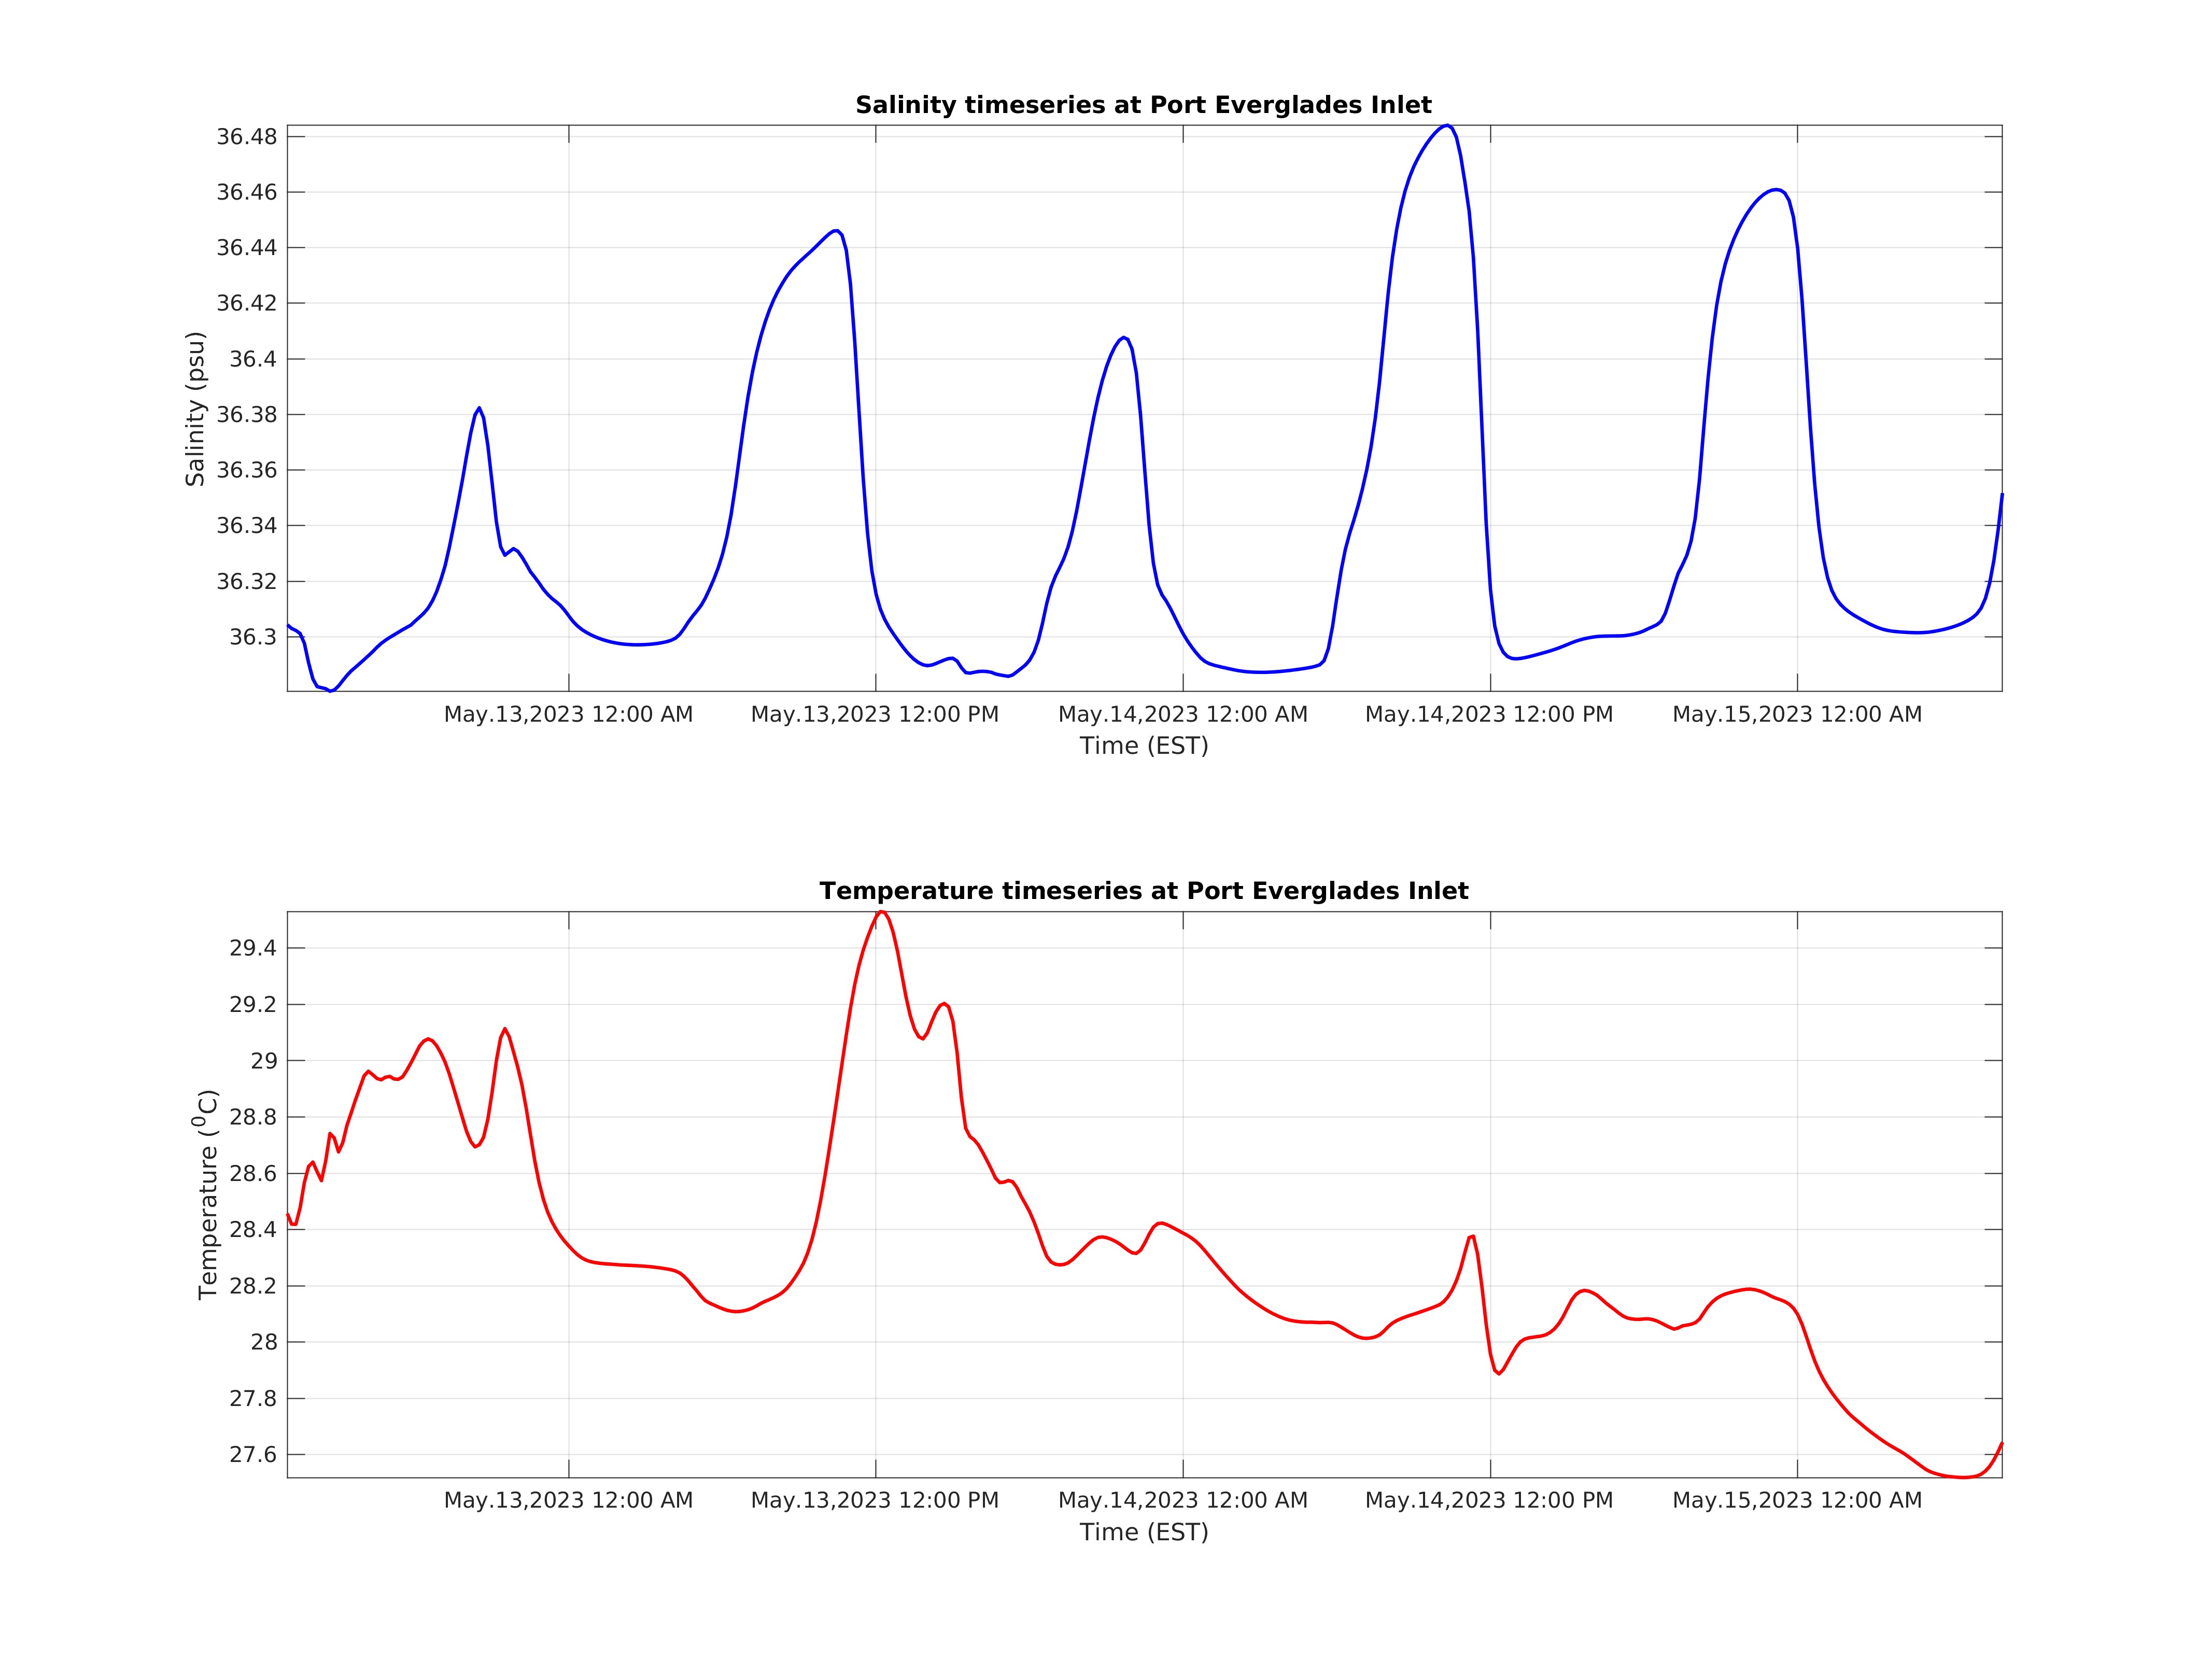 Salinity timeseries at Port Everglades Inlet
36.48
36.46
36.44
36.42
36.4
36.38
36.36
36.34
36.32
36.3
Salinity (psu)
May.13,2023 12:00 AM May.13,2023 12:00 PM May.14,2023 12:00 AM May.14,2023 12:00 PM May.15,2023 12:00 AM
Time (EST)
Temperature timeseries at Port Everglades Inlet
29.4
29.2
29
28.8
28.6
28.4
28.2
28
27.8
27.6
Temperature (⁰C)
May.13,2023 12:00 AM May.13,2023 12:00 PM May.14,2023 12:00 AM May.14,2023 12:00 PM May.15,2023 12:00 AM
Time (EST)